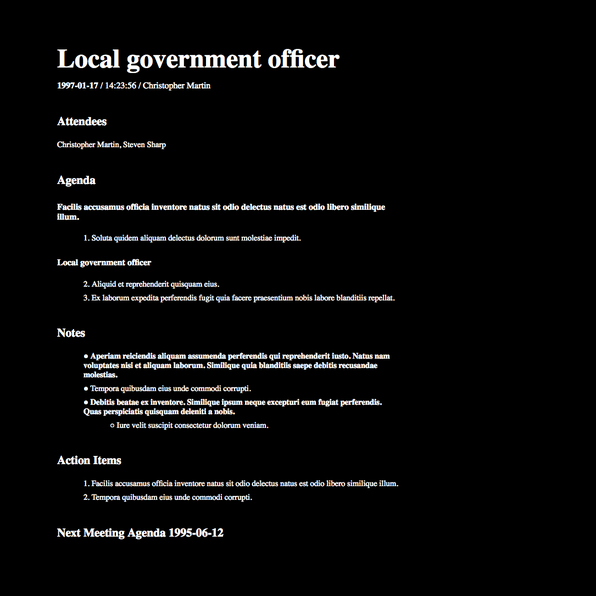 Local government officer
1997-01-17 / 14:23:56 / Christopher Martin
Attendees
Christopher Martin, Steven Sharp
Agenda
Facilis accusamus officia inventore natus sit odio delectus natus est odio libero similique
illum.
1. Soluta quidem aliquam delectus dolorum sunt molestiae impedit.
Local government officer
2. Aliquid et reprehenderit quisquam eius.
3. Ex laborum expedita perferendis fugit quia facere praesentium nobis labore blanditiis repellat.
Notes
● Aperiam reiciendis aliquam assumenda perferendis qui reprehenderit iusto. Natus nam
voluptates nisi et aliquam laborum. Similique quia blanditiis saepe debitis recusandae
molestias.
● Tempora quibusdam eius unde commodi corrupti.
● Debitis beatae ex inventore. Similique ipsum neque excepturi eum fugiat perferendis.
Quas perspiciatis quisquam deleniti a nobis.
○ Iure velit suscipit consectetur dolorum veniam.
Action Items
1. Facilis accusamus officia inventore natus sit odio delectus natus est odio libero similique illum.
2. Tempora quibusdam eius unde commodi corrupti.
Next Meeting Agenda 1995-06-12